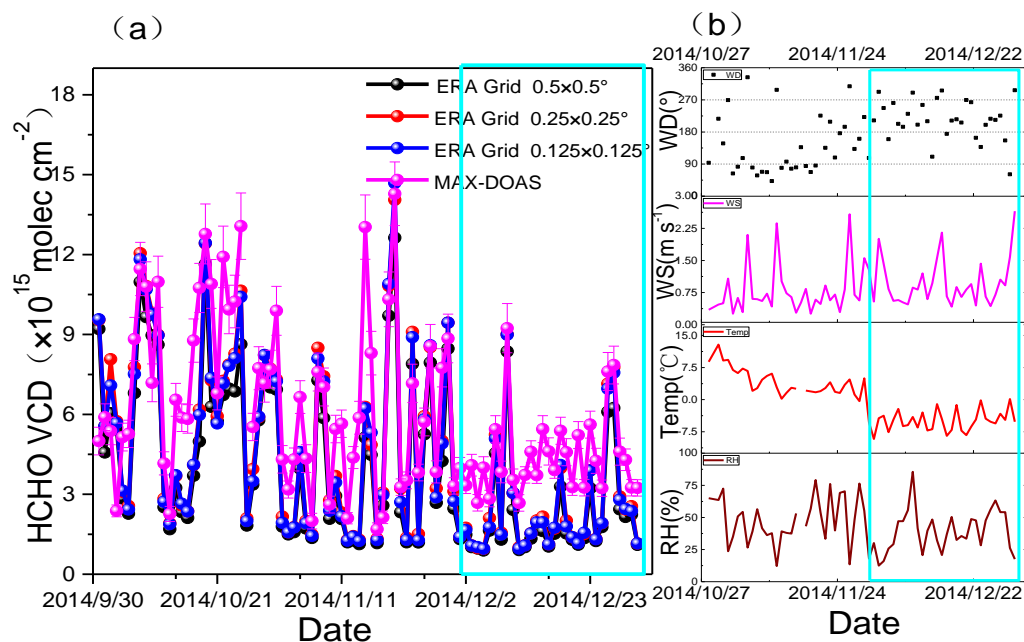 （a）
ERA Grid 0.5×0.5°
ERA Grid 0.25×0.25°
ERA Grid 0.125×0.125°
MAX-DOAS
HCHO VCD （×10¹⁵ molec cm⁻²）
18
15
12
9
6
3
0
2014/9/30 2014/10/21 2014/11/11 2014/12/2 2014/12/23
Date
（b）
2014/10/27 2014/11/24 2014/12/22
WD
WD(°)
360
270
180
90
3.00
WS
WS(m s⁻¹)
2.25
1.50
0.75
0.00
Temp
Temp(℃)
15.0
7.5
0.0
-7.5
100
RH
RH(%)
75
50
25
0
2014/10/27 2014/11/24 2014/12/22
Date